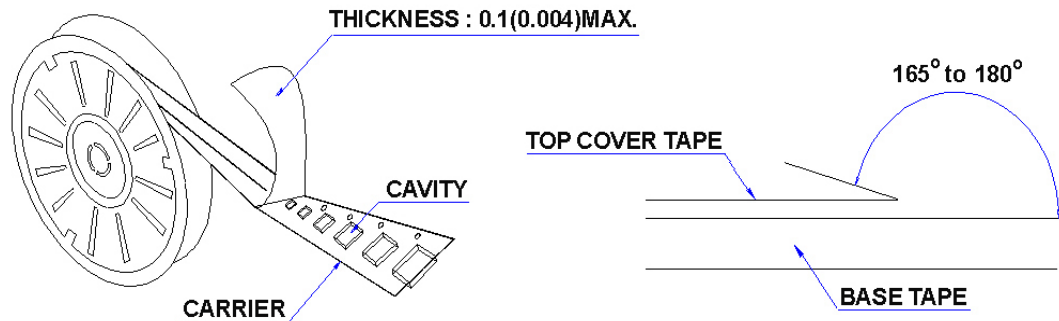 THICKNESS : 0.1(0.004)MAX.
CAVITY
CARRIER
165° to 180°
TOP COVER TAPE
BASE TAPE